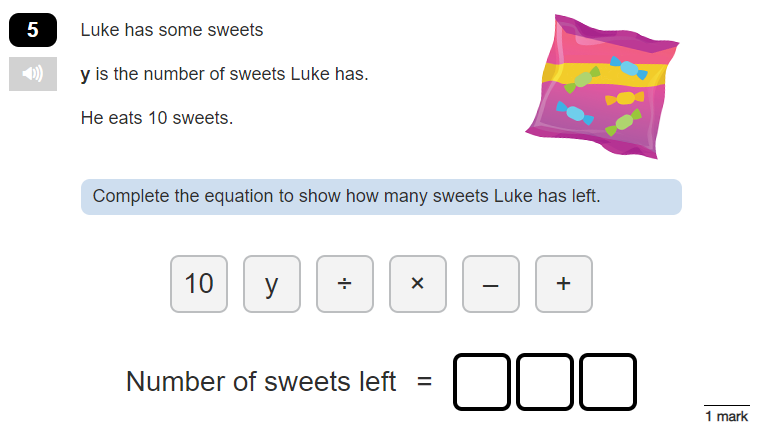 5
Luke has some sweets
y is the number of sweets Luke has.
He eats 10 sweets.
Complete the equation to show how many sweets Luke has left.
10 y ÷ × – +
Number of sweets left =
1 mark